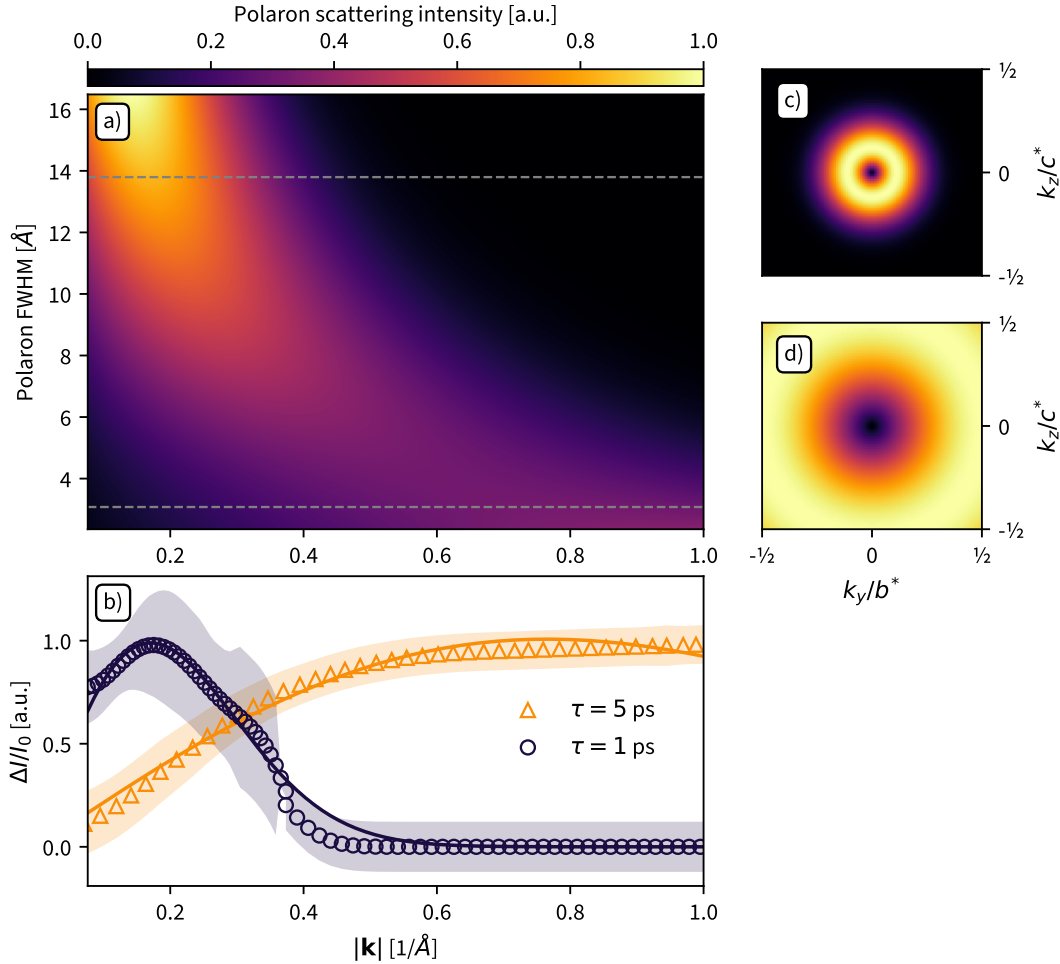 Polaron scattering intensity [a.u.]
0.0 0.2 0.4 0.6 0.8 1.0
a)
Polaron FWHM [Å]
16
14
12
10
8
6
4
0.2 0.4 0.6 0.8 1.0
b)
ΔI/I₀ [a.u.]
1.0
0.5
0.0
τ = 5 ps
τ = 1 ps
0.2 0.4 0.6 0.8 1.0
|k| [1/Å]
c)
½
0
-½
k_z/c*
d)
½
0
-½
k_z/c*
-½ 0 ½
k_y/b*